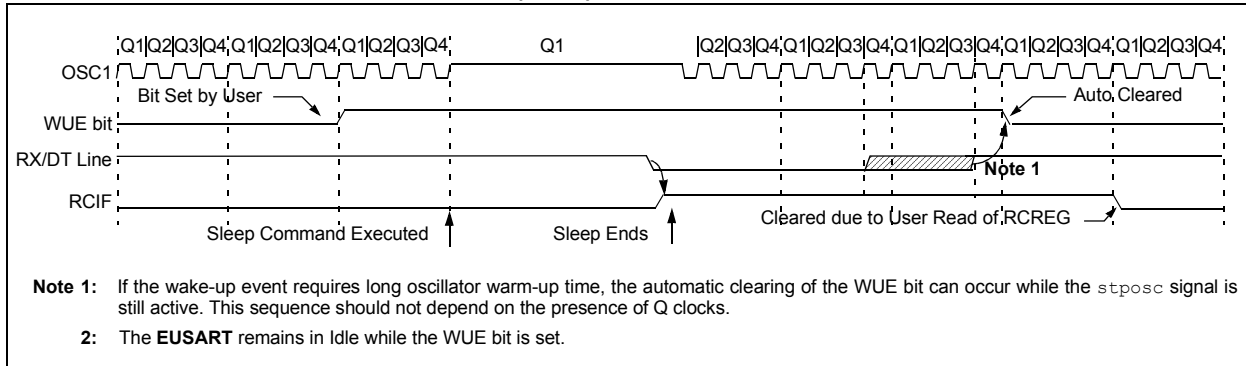 Q1|Q2|Q3|Q4 Q1|Q2|Q3|Q4 Q1|Q2|Q3|Q4 Q1 |Q2|Q3|Q4 Q1|Q2|Q3|Q4 Q1|Q2|Q3|Q4 Q1|Q2|Q3|Q4 Q1|Q2|Q3|Q4
OSC1
Bit Set by User Auto Cleared
WUE bit
RX/DT Line
Note 1
RCIF
Cleared due to User Read of RCREG
Sleep Command Executed Sleep Ends
Note 1: If the wake-up event requires long oscillator warm-up time, the automatic clearing of the WUE bit can occur while the stposc signal is
still active. This sequence should not depend on the presence of Q clocks.
2: The EUSART remains in Idle while the WUE bit is set.